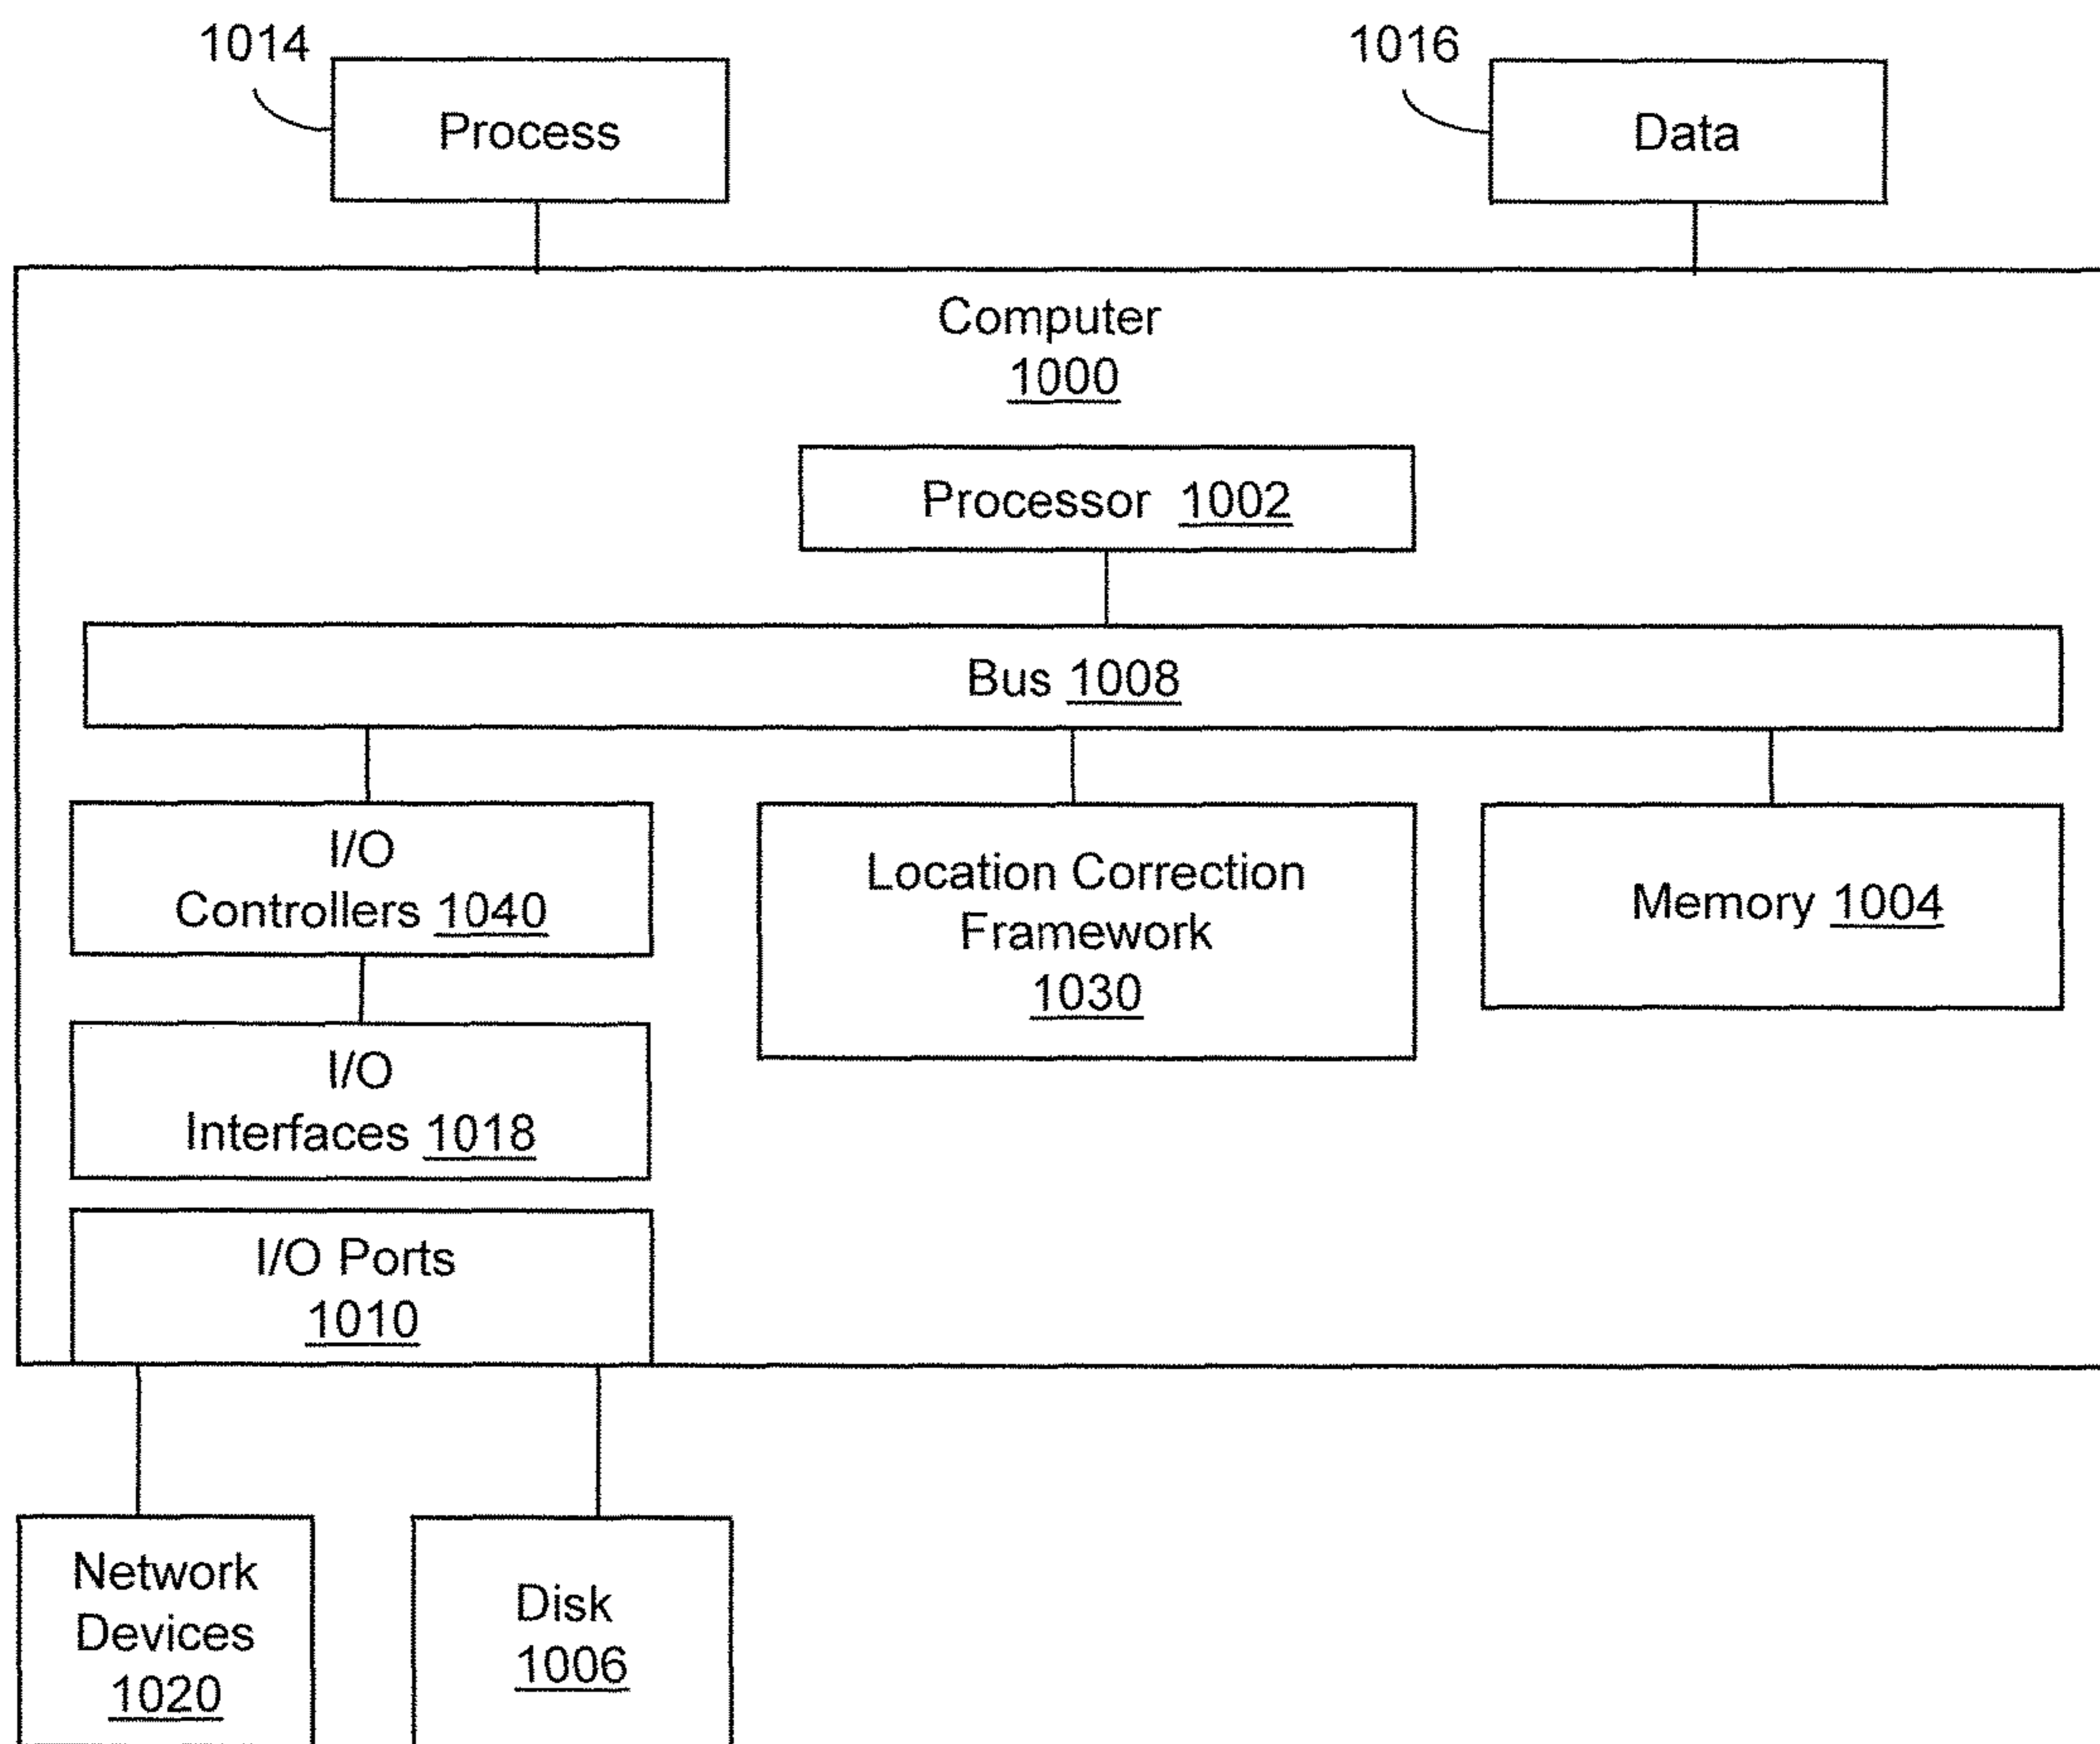 1014
Process
1016
Data
Computer
1000
Processor 1002
Bus 1008
I/O
Controllers 1040
Location Correction
Framework
1030
Memory 1004
I/O
Interfaces 1018
I/O Ports
1010
Network
Devices
1020
Disk
1006